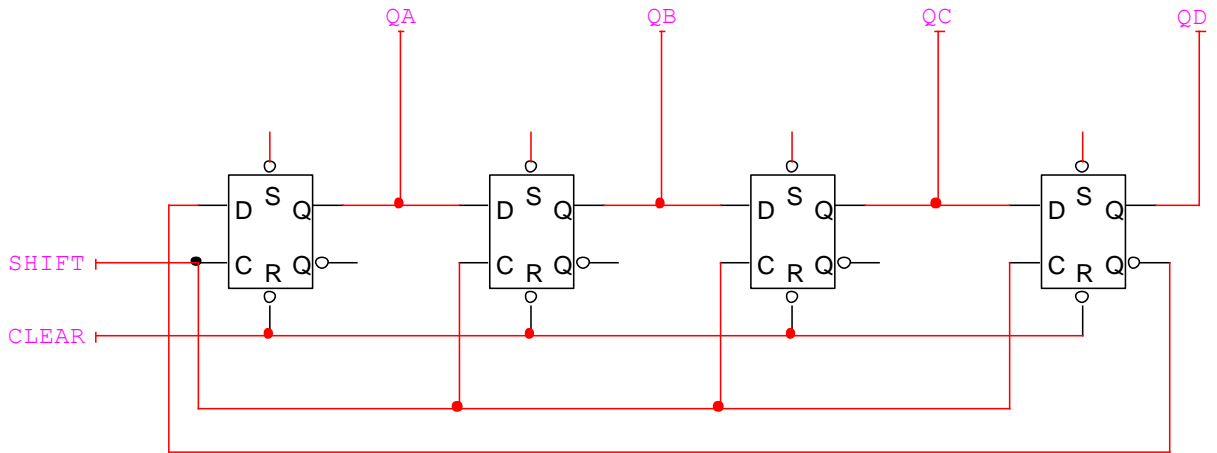 QA QB QC QD
S S S S
D Q D Q D Q D Q
SHIFT C Q C Q C Q C Q
R R R R
CLEAR